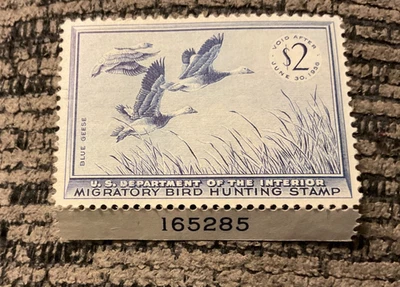 VOID AFTER
$2
JUNE 30, 1956
BLUE GEESE
U.S. DEPARTMENT OF THE INTERIOR
MIGRATORY BIRD HUNTING STAMP
165285